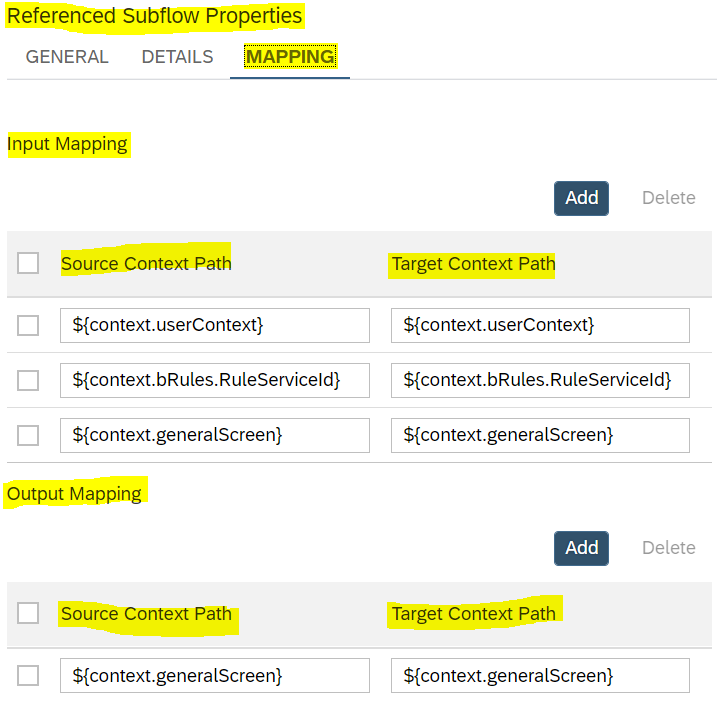 Referenced Subflow Properties
GENERAL DETAILS MAPPING
Input Mapping
Add Delete
Source Context Path Target Context Path
${context.userContext} ${context.userContext}
${context.bRules.RuleServiceId} ${context.bRules.RuleServiceId}
${context.generalScreen} ${context.generalScreen}
Output Mapping
Add Delete
Source Context Path Target Context Path
${context.generalScreen} ${context.generalScreen}